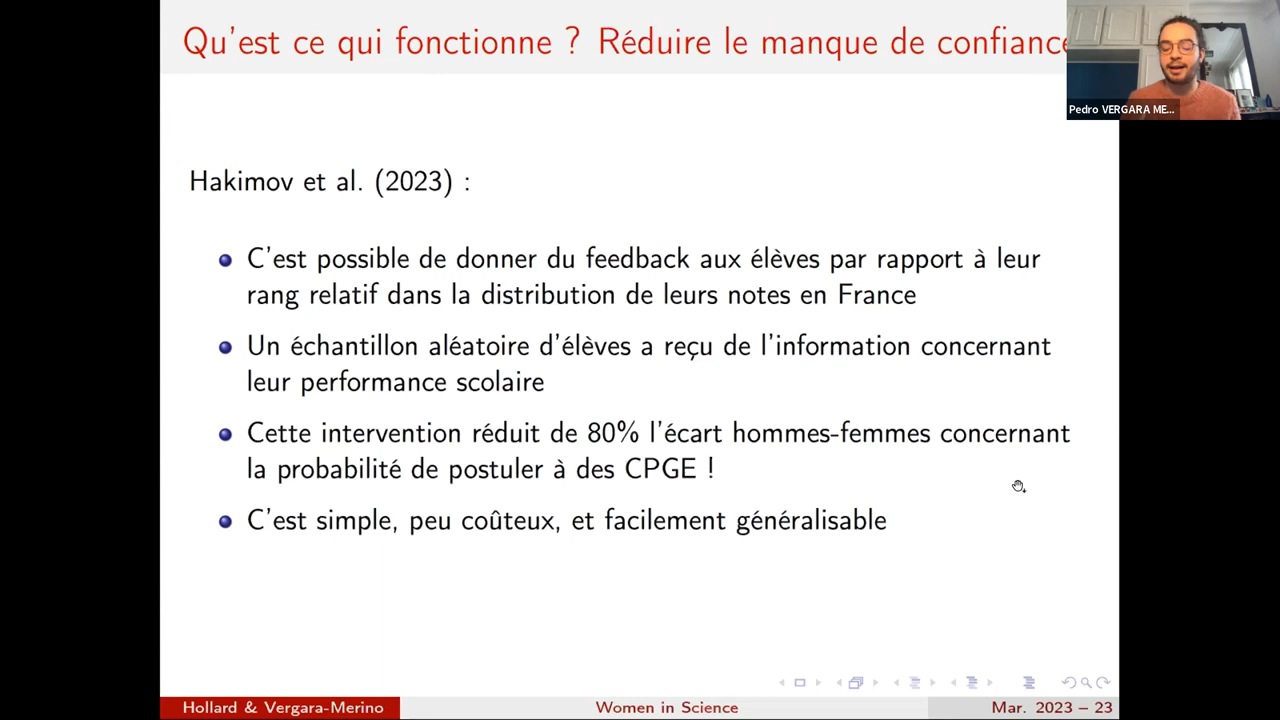 Qu'est ce qui fonctionne ? Réduire le manque de confiance
Pedro VERGARA ME...
Hakimov et al. (2023) :
C'est possible de donner du feedback aux élèves par rapport à leur
rang relatif dans la distribution de leurs notes en France
Un échantillon aléatoire d'élèves a reçu de l'information concernant
leur performance scolaire
Cette intervention réduit de 80% l'écart hommes-femmes concernant
la probabilité de postuler à des CPGE !
C'est simple, peu coûteux, et facilement généralisable
Hollard & Vergara-Merino
Women in Science
Mar. 2023 – 23